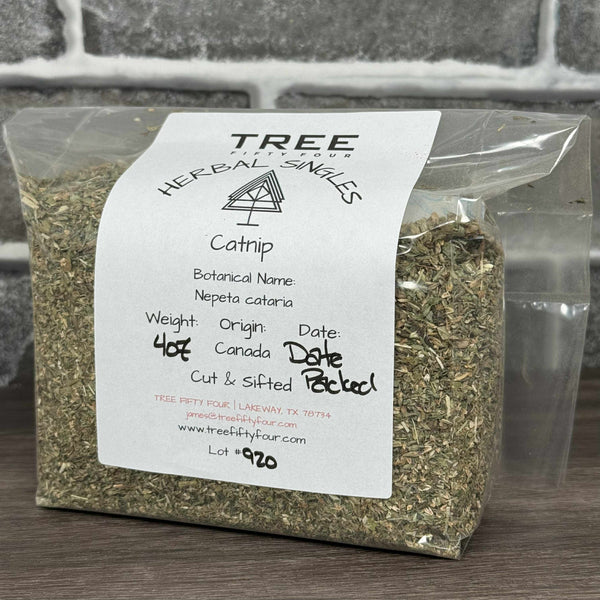 TREE
FIFTY FOUR
HERBAL SINGLES
Catnip
Botanical Name:
Nepeta cataria
Weight: Origin: Date:
4oz Canada Date
Cut & Sifted Packed
TREE FIFTY FOUR | LAKEWAY, TX 78734
james@treefiftyfour.com
www.treefiftyfour.com
Lot #920